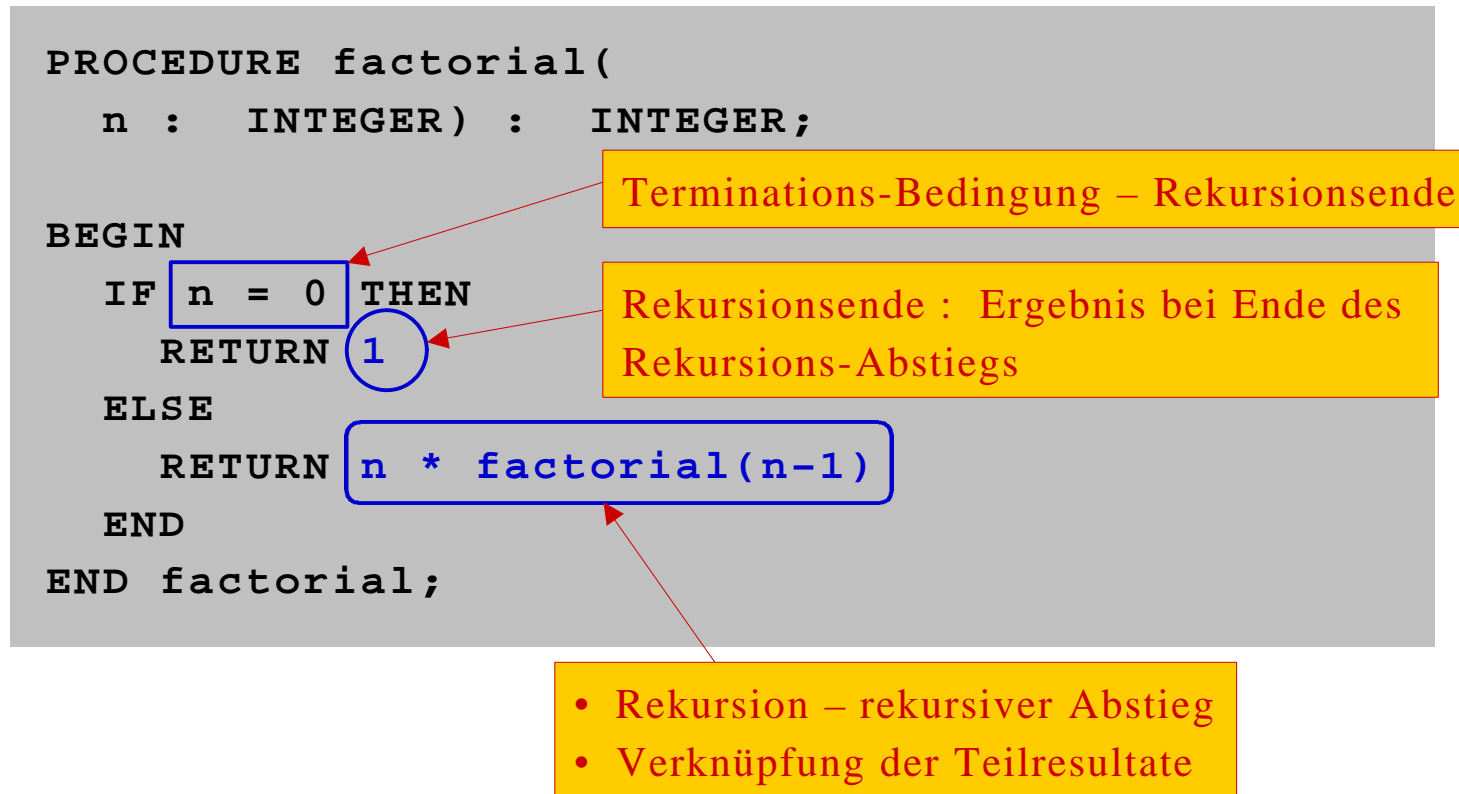 PROCEDURE factorial(
n : INTEGER) : INTEGER;
Terminations-Bedingung – Rekursionsende
BEGIN
IF n = 0 THEN
RETURN 1
Rekursionsende : Ergebnis bei Ende des
Rekursions-Abstiegs
ELSE
RETURN n * factorial(n-1)
END
END factorial;
• Rekursion – rekursiver Abstieg
• Verknüpfung der Teilresultate